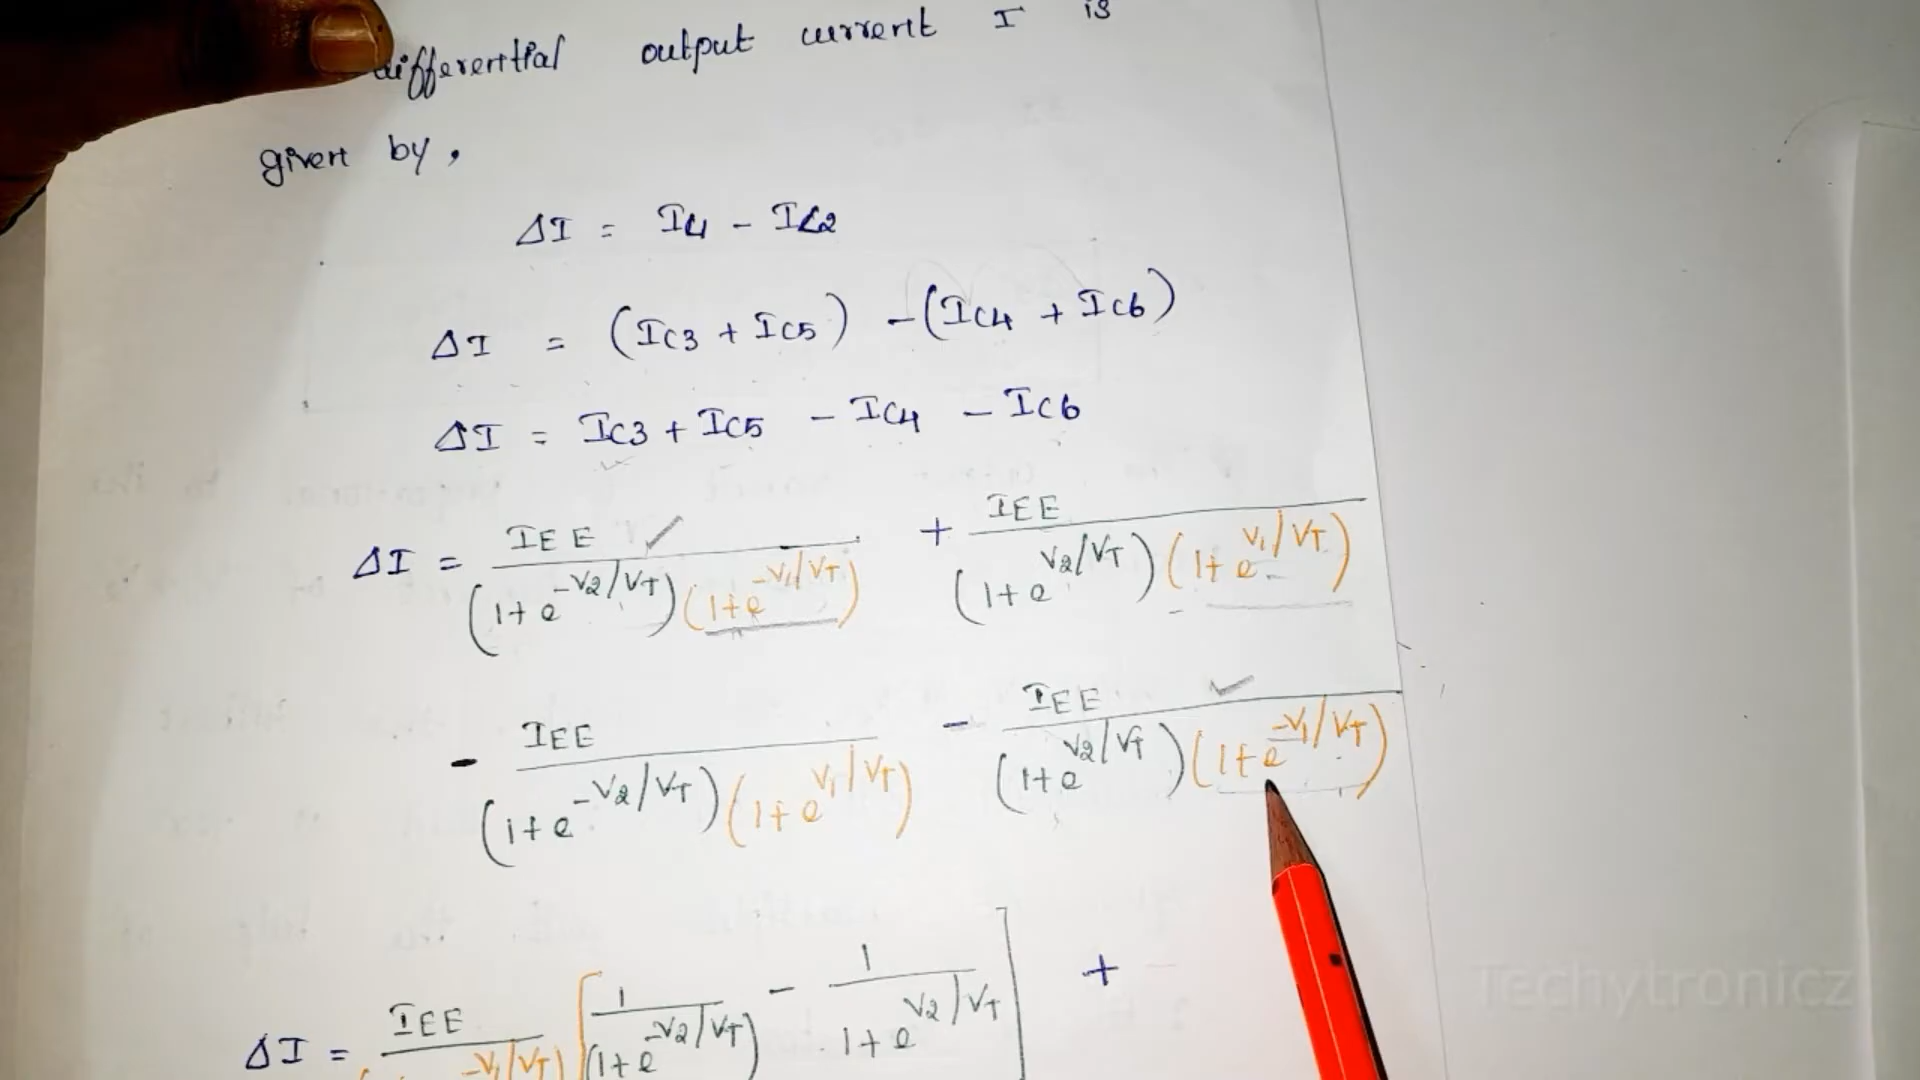 differential output current I is
given by,
ΔI = IL1 - IL2
ΔI = (IC3 + IC5) - (IC4 + IC6)
ΔI = IC3 + IC5 - IC4 - IC6
ΔI = IEE / (1+e^-V2/VT)(1+e^-V1/VT) + IEE / (1+e^V2/VT)(1+e^V1/VT)
- IEE / (1+e^-V2/VT)(1+e^V1/VT) - IEE / (1+e^V2/VT)(1+e^-V1/VT)
ΔI = IEE / -V1/VT) [1 / (1+e^-V2/VT) - 1 / 1+e^V2/VT] +
Techytronicz